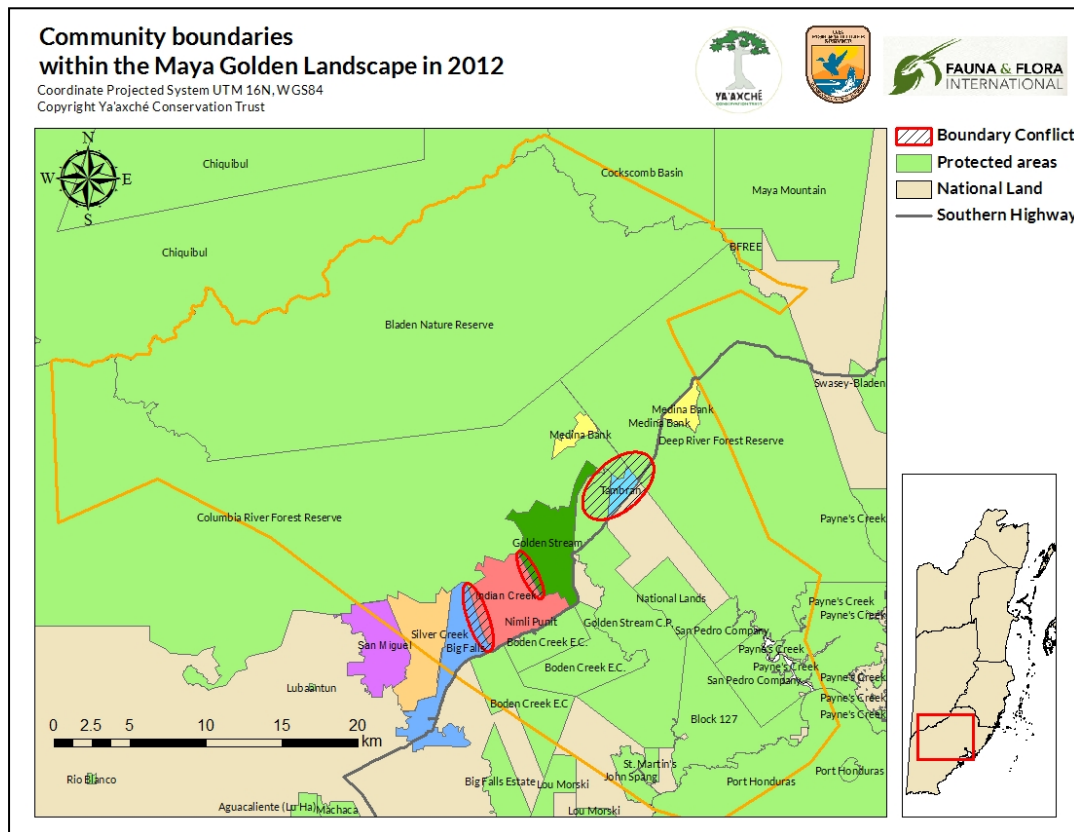 Community boundaries
within the Maya Golden Landscape in 2012
Coordinate Projected System UTM 16N, WGS84
Copyright Ya'axché Conservation Trust
YA'AXCHÉ
FAUNA & FLORA
INTERNATIONAL
Boundary Conflict
Protected areas
National Land
Southern Highway
N
W E
S
Chiquibul
Cockscomb Basin
Maya Mountain
Chiquibul
BFREE
Bladen Nature Reserve
Swasey-Bladen
Medina Bank
Medina Bank
Medina Bank
Deep River Forest Reserve
Tambran
Columbia River Forest Reserve
Payne's Creek
Golden Stream
Indian Creek
National Lands
Payne's Creek
Payne's Creek
Nimli Punit
Golden Stream C.P.
San Pedro Company
Silver Creek
San Miguel
Big Falls
Boden Creek E.C.
Payne's Creek
Boden Creek E.C.
Payne's Creek
San Pedro Company
Payne's Creek
Lubaantun
Payne's Creek
Boden Creek E.C
Block 127
Payne's Creek
0 2.5 5 10 15 20
km
St. Martin's
Rio Blanco
Big Falls Estate
Lou Morski
John Spang
Port Honduras
Port Honduras
Aguacaliente (Lu Ha)
Machaca
Lou Morski